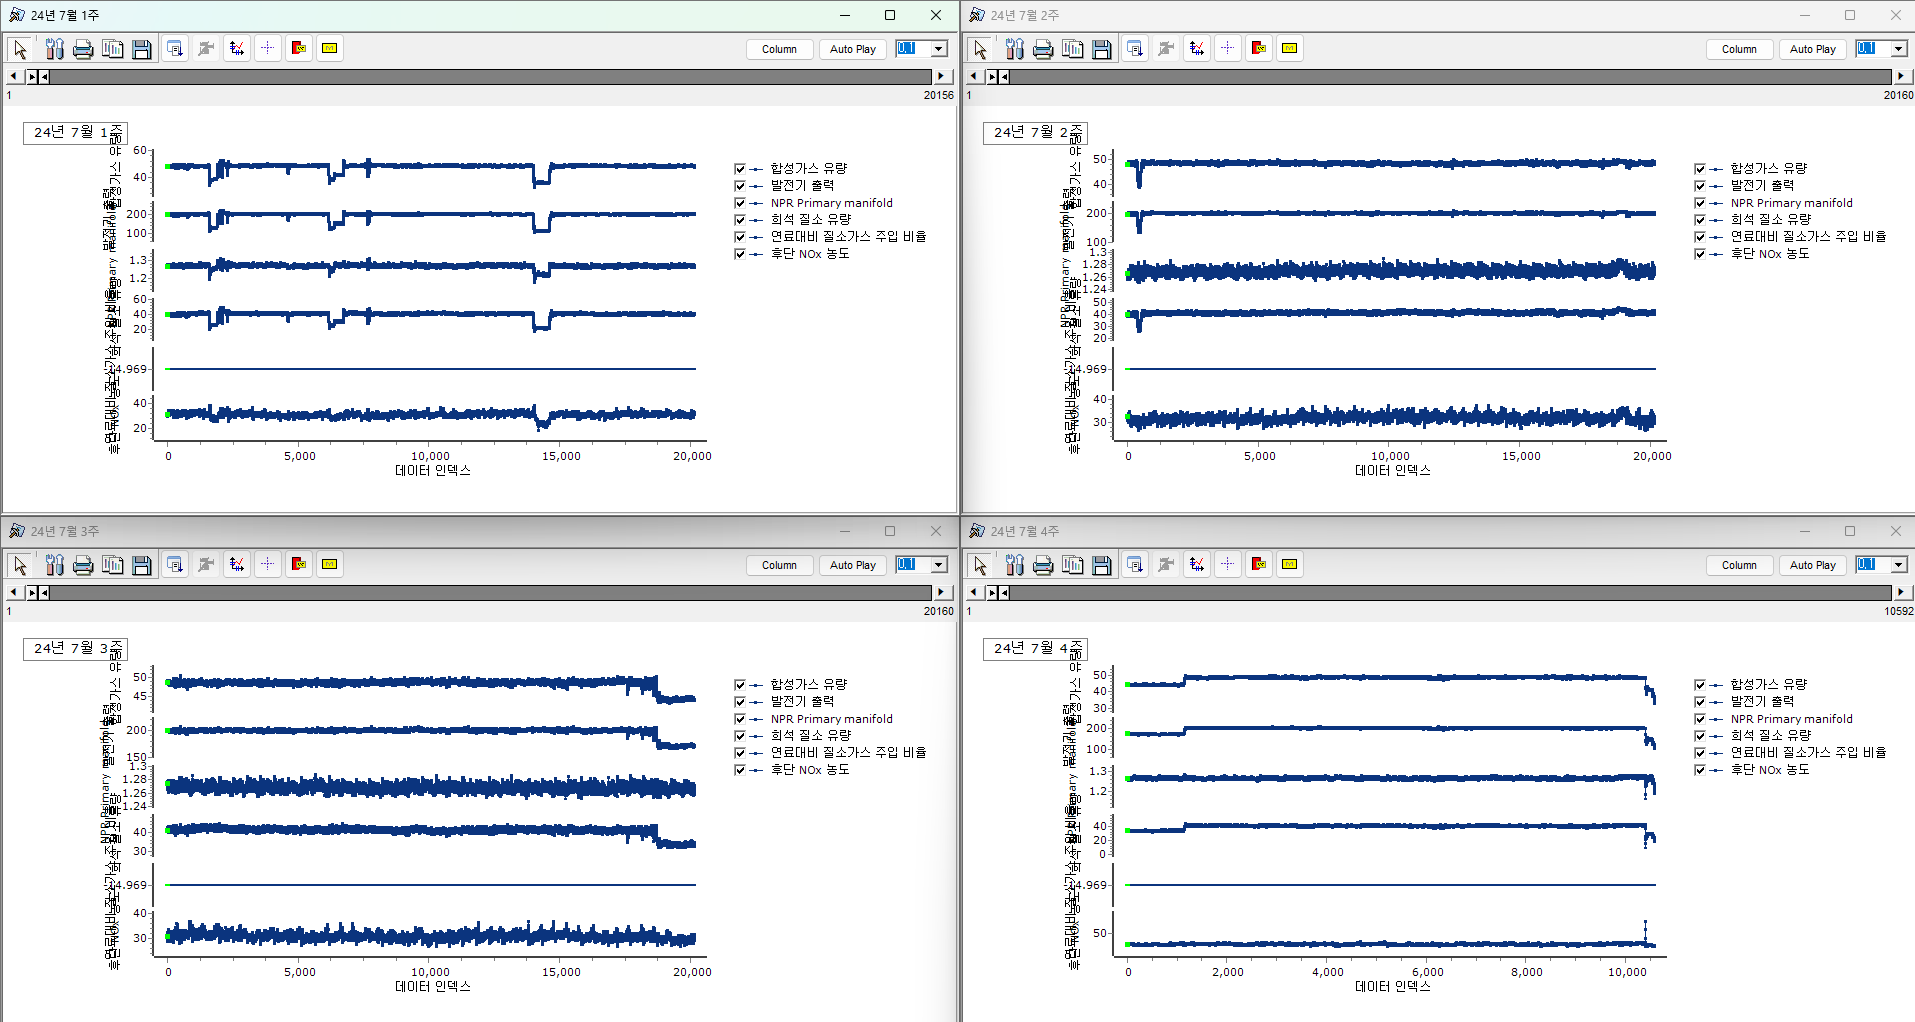 24년 7월 1주
Column
Auto Play
0.1
1
20156
24년 7월 1주
60
40
200
100
1.3
1.2
60
40
20
14.969
40
20
0
5,000
10,000
15,000
20,000
데이터 인덱스
합성가스 유량
발전기 출력
NPR Primary manifold
희석 질소 유량
연료대비 질소가스 주입 비율
후단 NOx 농도
24년 7월 2주
Column
Auto Play
0.1
1
20160
24년 7월 2주
50
40
200
100
1.3
1.28
1.26
1.24
50
40
30
20
14.969
40
30
0
5,000
10,000
15,000
20,000
데이터 인덱스
합성가스 유량
발전기 출력
NPR Primary manifold
희석 질소 유량
연료대비 질소가스 주입 비율
후단 NOx 농도
24년 7월 3주
Column
Auto Play
0.1
1
20160
24년 7월 3주
50
45
200
150
1.3
1.28
1.26
1.24
40
30
14.969
40
30
0
5,000
10,000
15,000
20,000
데이터 인덱스
합성가스 유량
발전기 출력
NPR Primary manifold
희석 질소 유량
연료대비 질소가스 주입 비율
후단 NOx 농도
24년 7월 4주
Column
Auto Play
0.1
1
10592
24년 7월 4주
50
40
30
200
100
1.3
1.2
40
20
0
14.969
50
0
2,000
4,000
6,000
8,000
10,000
데이터 인덱스
합성가스 유량
발전기 출력
NPR Primary manifold
희석 질소 유량
연료대비 질소가스 주입 비율
후단 NOx 농도